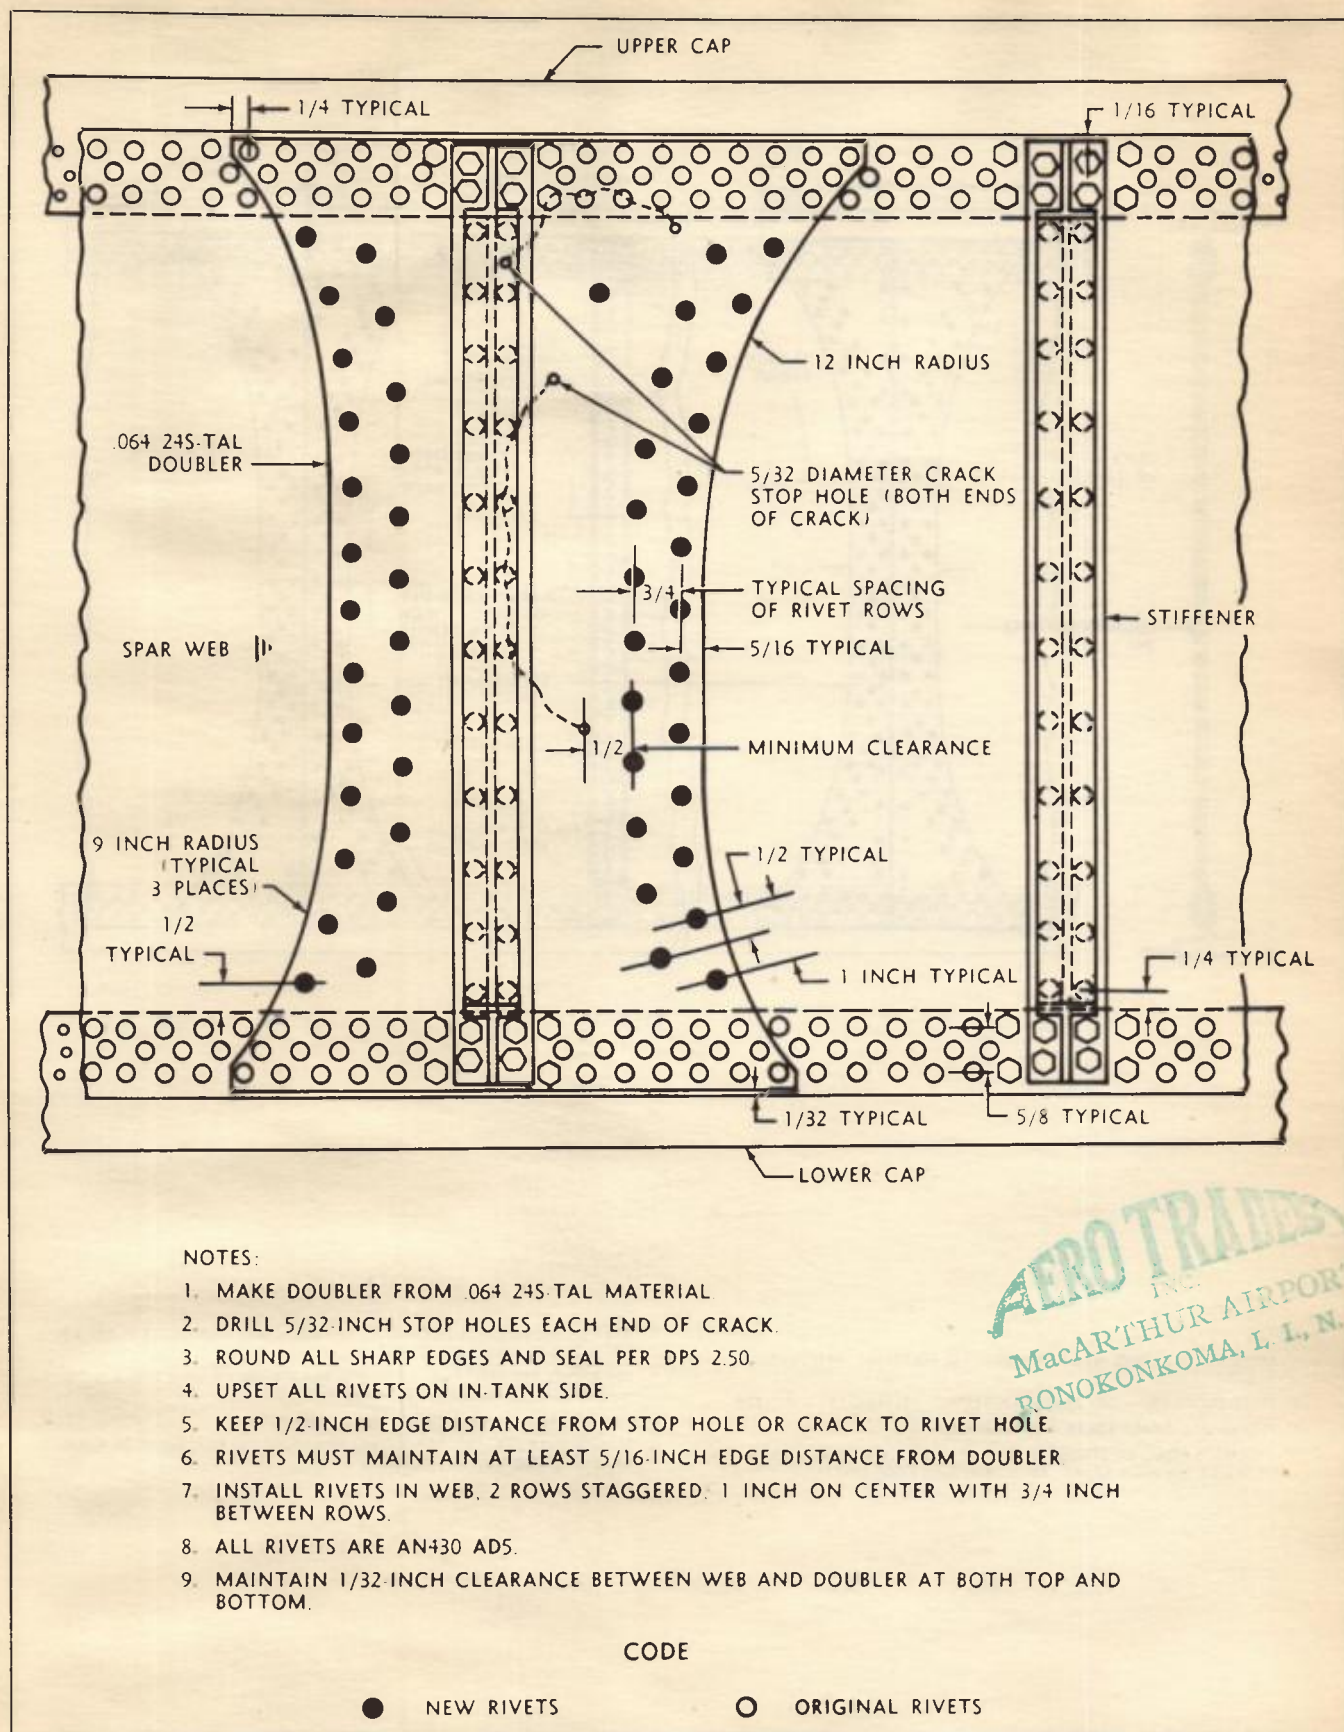 UPPER CAP
1/4 TYPICAL
1/16 TYPICAL
12 INCH RADIUS
.064 24S-TAL
DOUBLER
5/32 DIAMETER CRACK
STOP HOLE (BOTH ENDS
OF CRACK)
3/4
TYPICAL SPACING
OF RIVET ROWS
STIFFENER
SPAR WEB
5/16 TYPICAL
1/2
MINIMUM CLEARANCE
9 INCH RADIUS
(TYPICAL
3 PLACES)
1/2 TYPICAL
1/2
TYPICAL
1 INCH TYPICAL
1/4 TYPICAL
1/32 TYPICAL
5/8 TYPICAL
LOWER CAP
AERO TRADES
INC.
MacARTHUR AIRPORT
RONOKONKOMA, L. I., N.
NOTES:
1. MAKE DOUBLER FROM .064 24S-TAL MATERIAL
2. DRILL 5/32-INCH STOP HOLES EACH END OF CRACK.
3. ROUND ALL SHARP EDGES AND SEAL PER DPS 2.50.
4. UPSET ALL RIVETS ON IN-TANK SIDE.
5. KEEP 1/2-INCH EDGE DISTANCE FROM STOP HOLE OR CRACK TO RIVET HOLE.
6. RIVETS MUST MAINTAIN AT LEAST 5/16-INCH EDGE DISTANCE FROM DOUBLER.
7. INSTALL RIVETS IN WEB, 2 ROWS STAGGERED, 1 INCH ON CENTER WITH 3/4 INCH
BETWEEN ROWS.
8. ALL RIVETS ARE AN430 AD5.
9. MAINTAIN 1/32-INCH CLEARANCE BETWEEN WEB AND DOUBLER AT BOTH TOP AND
BOTTOM.
CODE
NEW RIVETS
ORIGINAL RIVETS